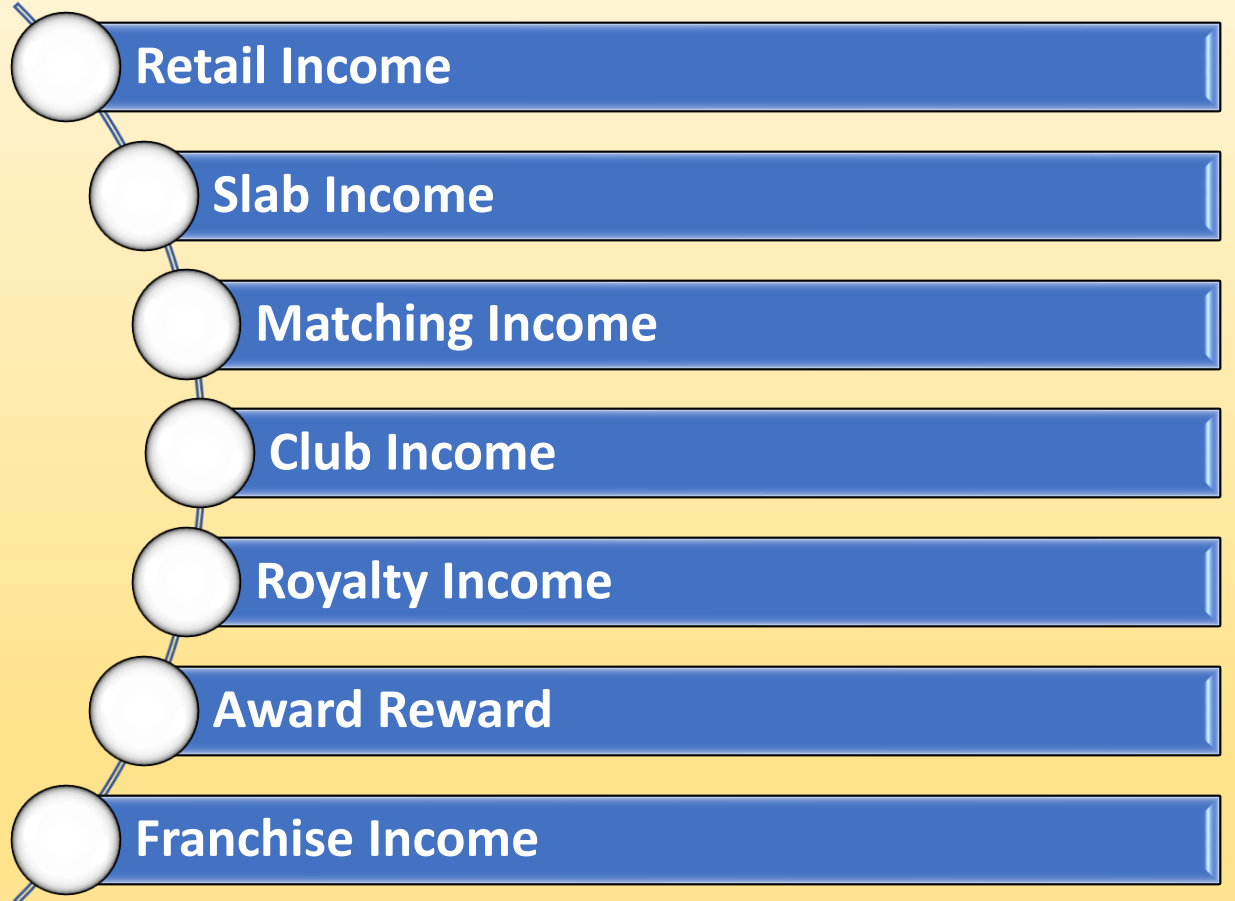 Retail Income
Slab Income
Matching Income
Club Income
Royalty Income
Award Reward
Franchise Income